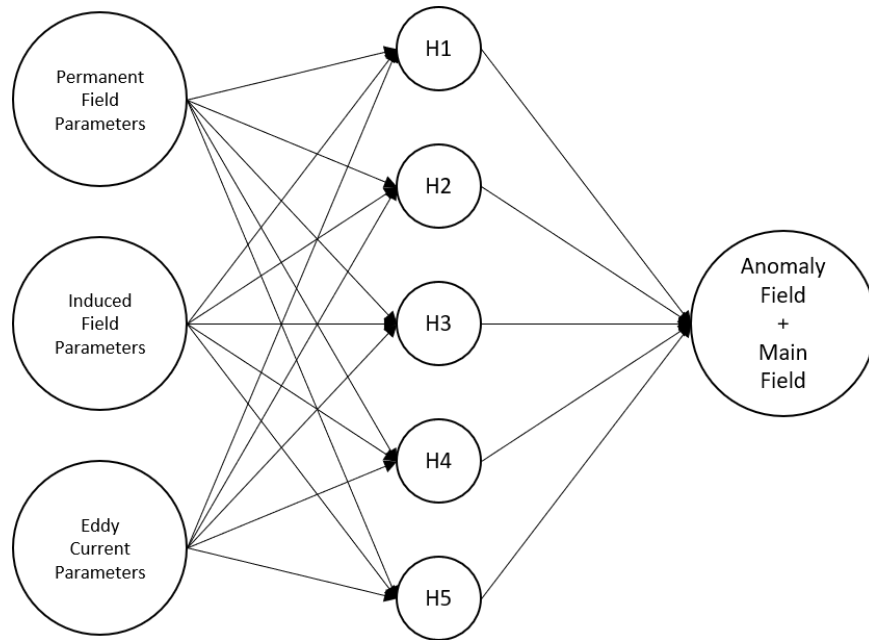 Permanent
Field
Parameters
Induced
Field
Parameters
Eddy
Current
Parameters
H1
H2
H3
H4
H5
Anomaly
Field
+
Main
Field